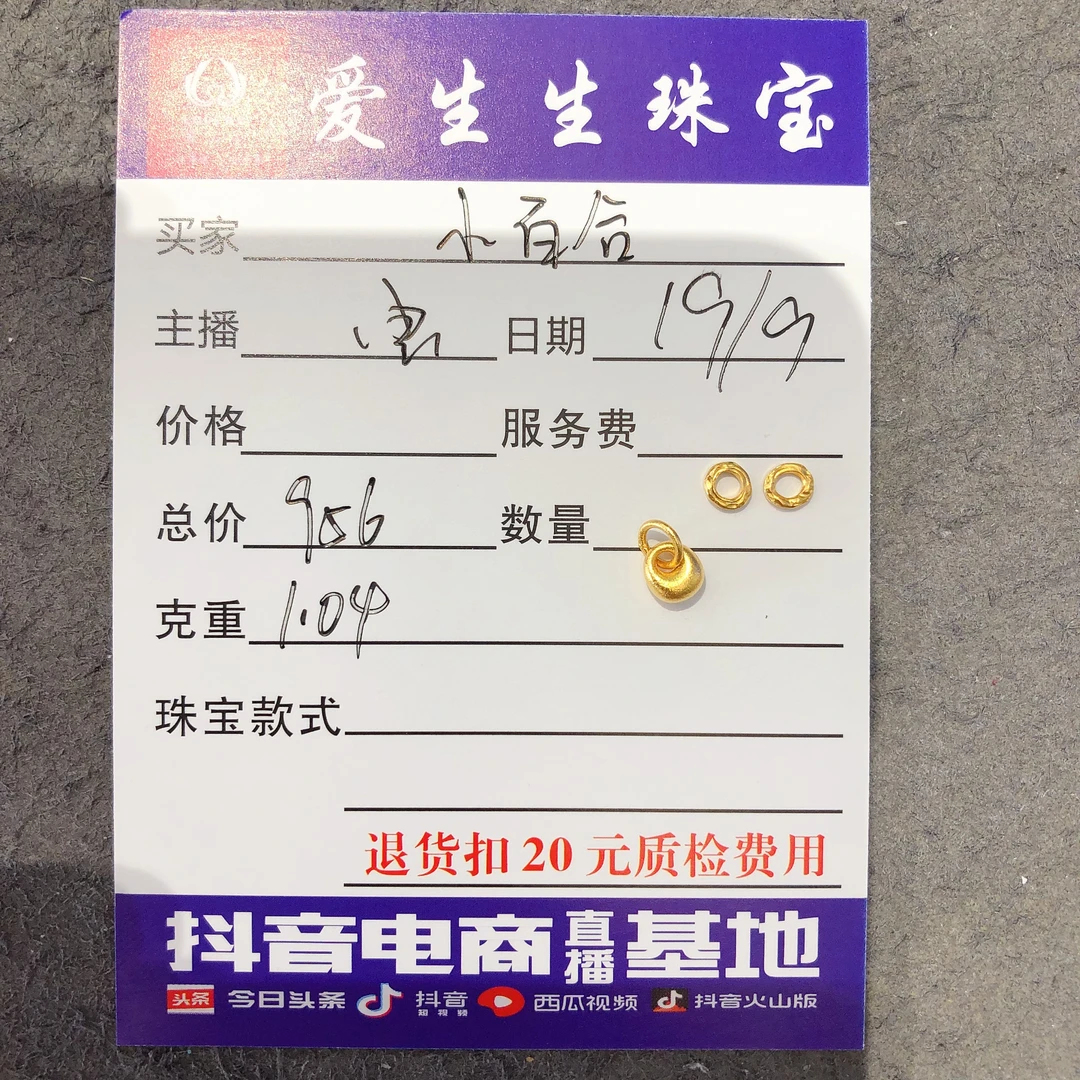 爱生生珠宝
买家 小百合
主播 日期 19/9
价格 服务费
总价 956 数量
克重 1.04
珠宝款式
退货扣20元质检费用
抖音电商直播基地
头条 今日头条 抖音短视频 西瓜视频 抖音火山版